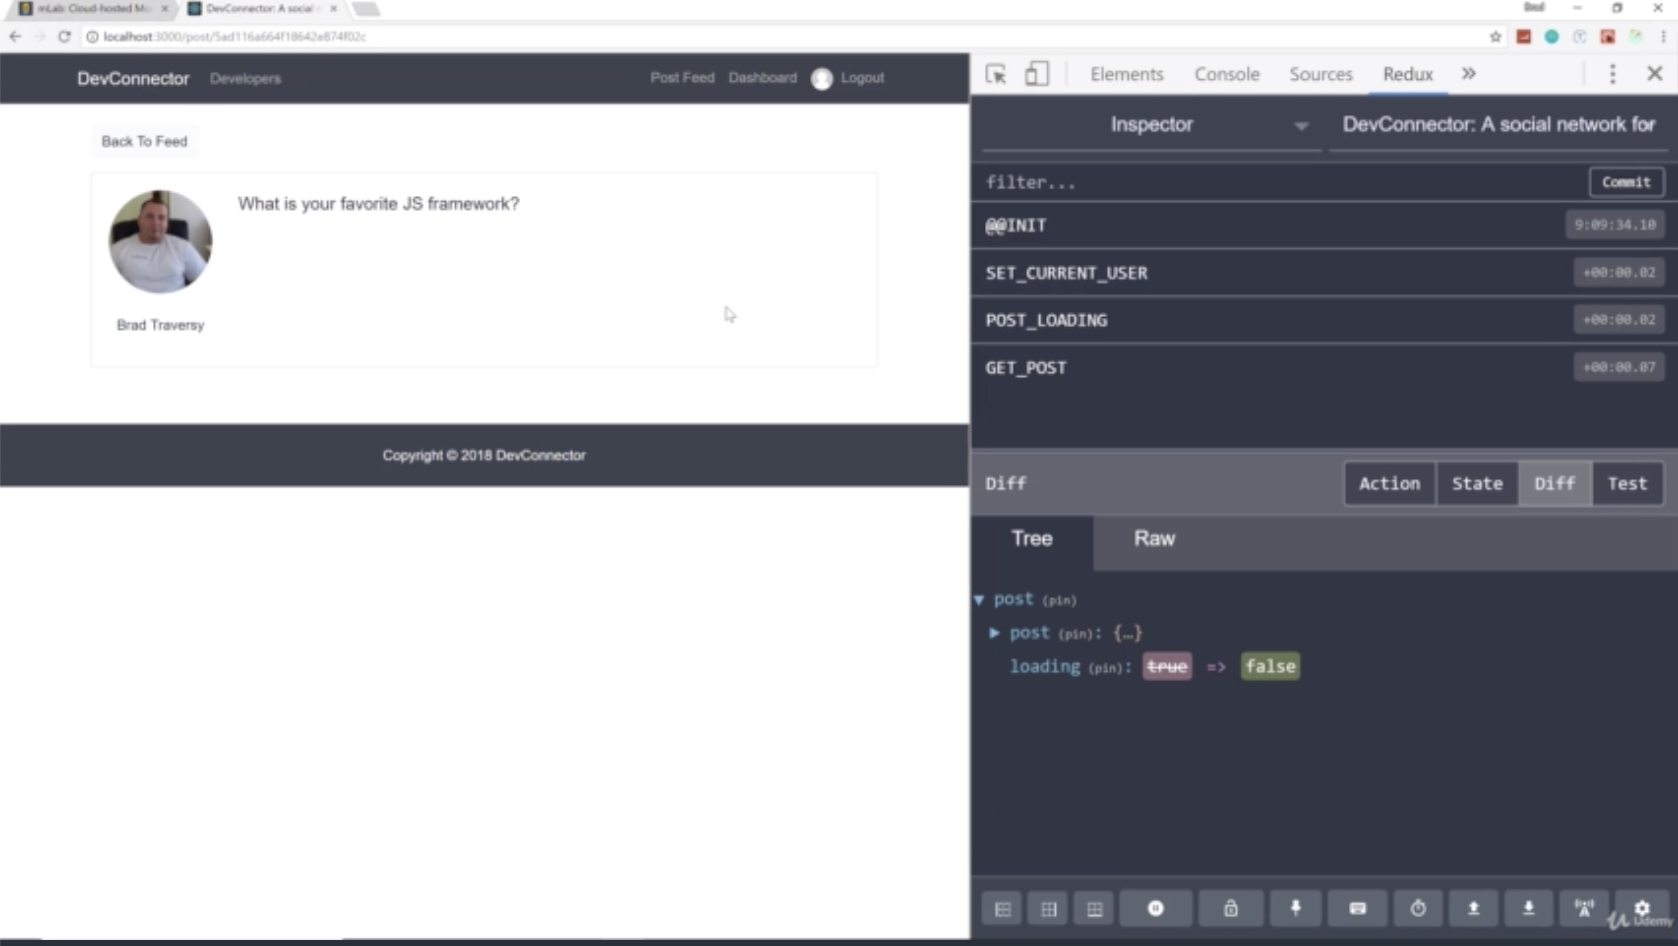 mLab: Cloud-hosted Mo
DevConnector: A social n
localhost:3000/post/5ad116a664f18642e874f02c
DevConnector
Developers
Post Feed
Dashboard
Logout
Back To Feed
What is your favorite JS framework?
Brad Traversy
Copyright © 2018 DevConnector
Elements
Console
Sources
Redux
Inspector
DevConnector: A social network for
filter...
Commit
@@INIT
9:09:34.10
SET_CURRENT_USER
+00:00.02
POST_LOADING
+00:00.02
GET_POST
+00:00.07
Diff
Action
State
Diff
Test
Tree
Raw
post (pin)
post (pin): {…}
loading (pin): true => false
Udemy